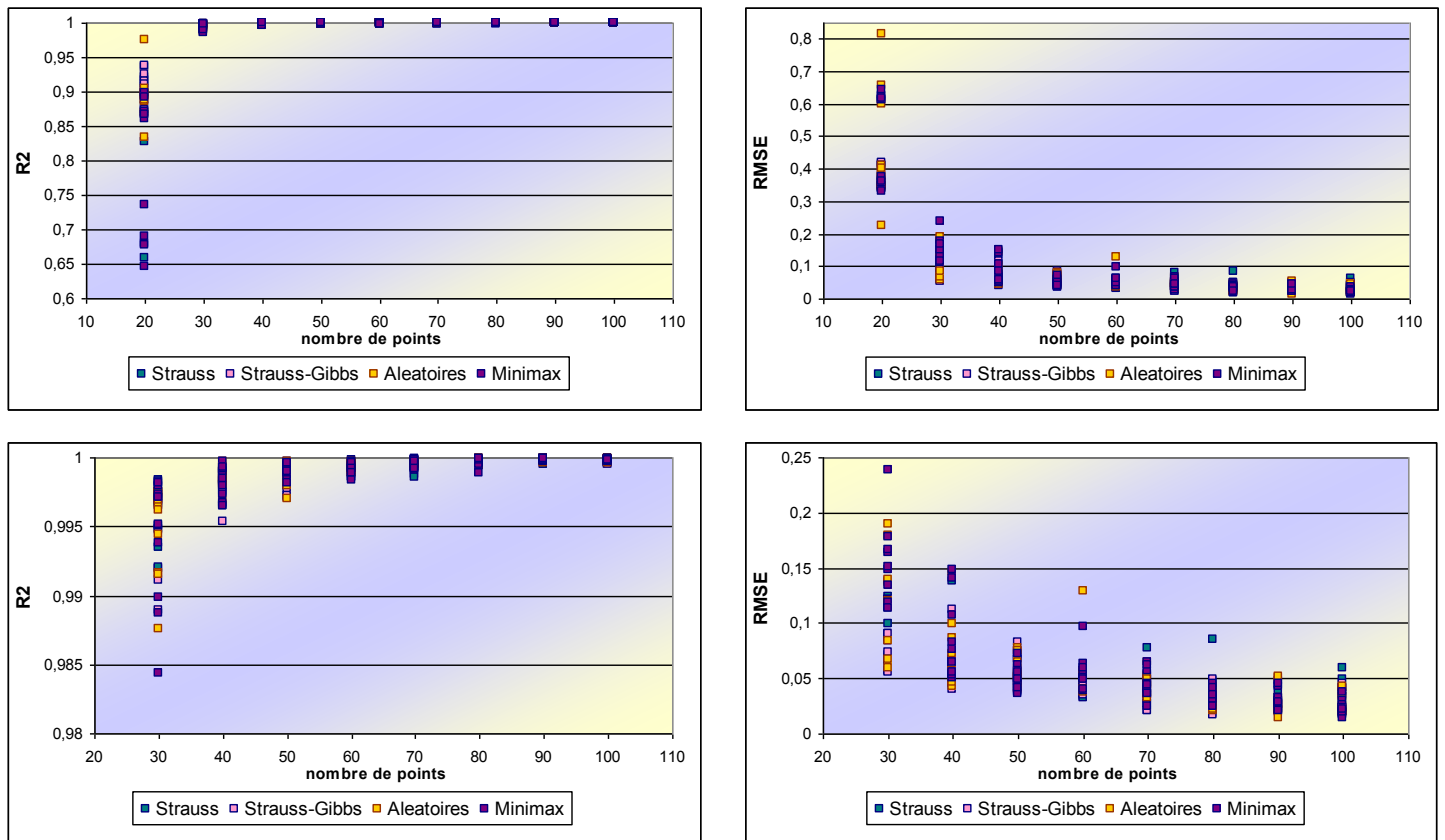 R2
1
0,95
0,9
0,85
0,8
0,75
0,7
0,65
0,6
10 20 30 40 50 60 70 80 90 100 110
nombre de points
Strauss Strauss-Gibbs Aleatoires Minimax
RMSE
0,8
0,7
0,6
0,5
0,4
0,3
0,2
0,1
0
10 20 30 40 50 60 70 80 90 100 110
nombre de points
Strauss Strauss-Gibbs Aleatoires Minimax
R2
1
0,995
0,99
0,985
0,98
20 30 40 50 60 70 80 90 100 110
nombre de points
Strauss Strauss-Gibbs Aleatoires Minimax
RMSE
0,25
0,2
0,15
0,1
0,05
0
20 30 40 50 60 70 80 90 100 110
nombre de points
Strauss Strauss-Gibbs Aleatoires Minimax